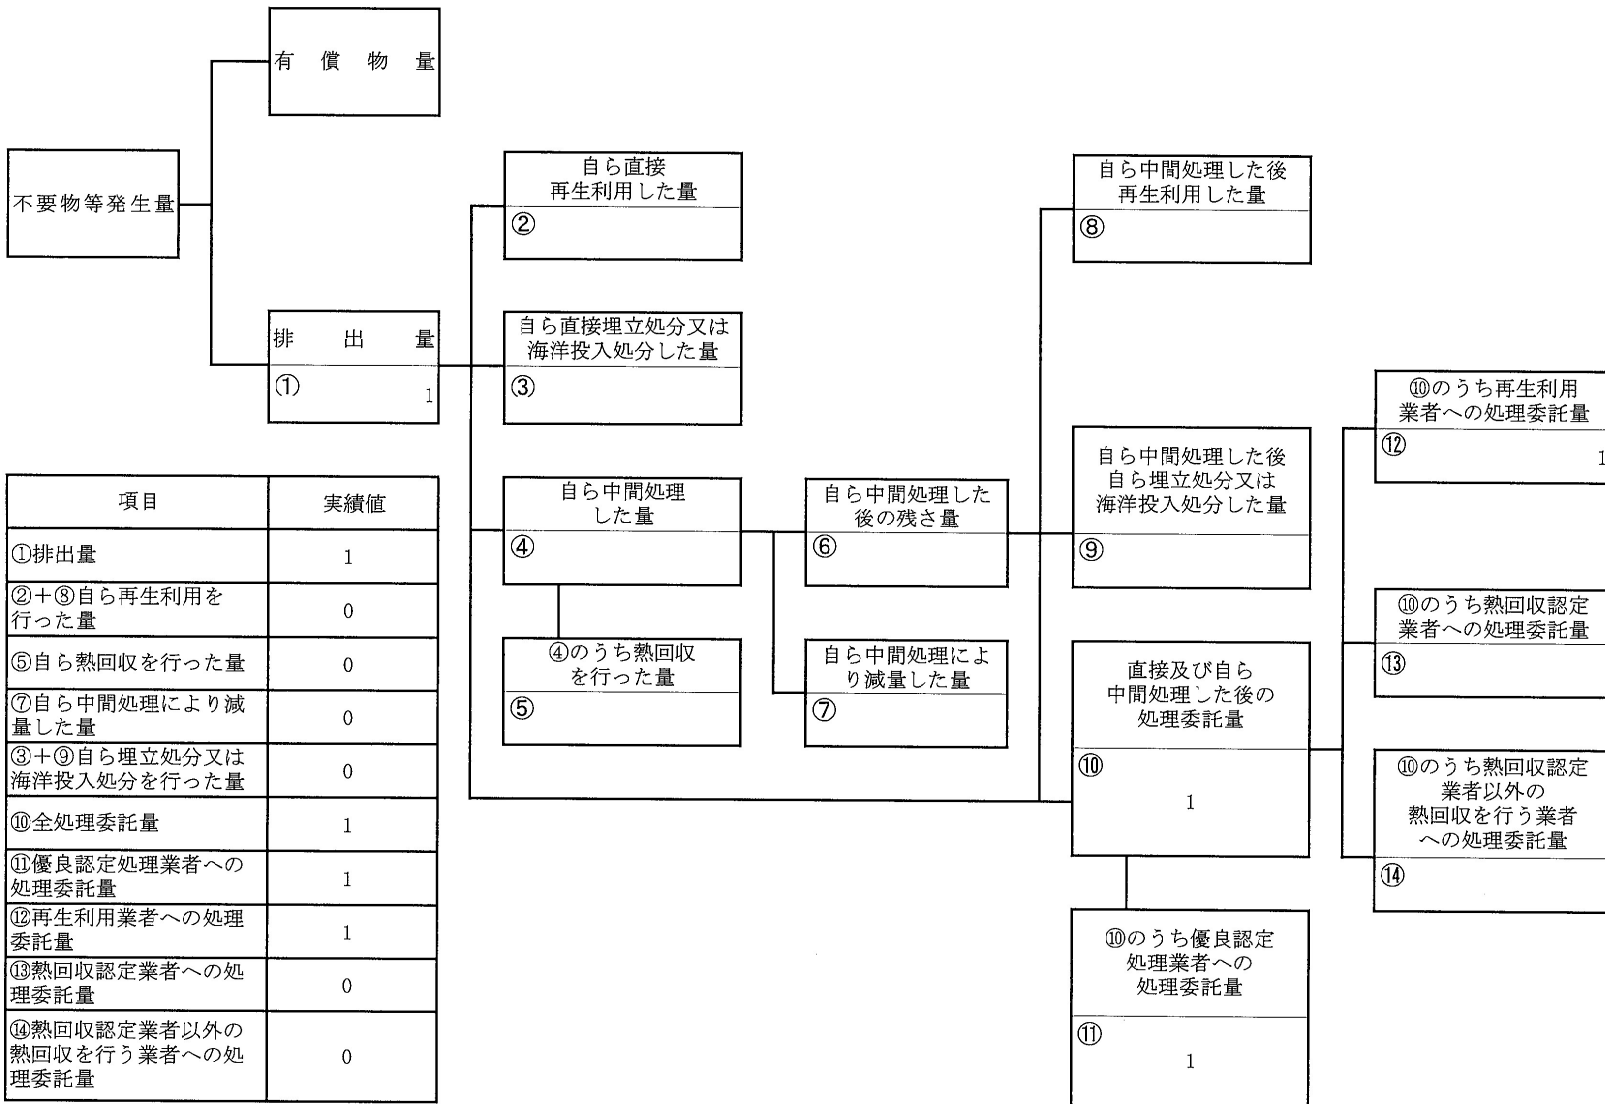 有償物量
不要物等発生量
排出量
①
1
自ら直接
再生利用した量
②
自ら直接埋立処分又は
海洋投入処分した量
③
自ら中間処理
した量
④
④のうち熱回収
を行った量
⑤
自ら中間処理した
後の残さ量
⑥
自ら中間処理によ
り減量した量
⑦
自ら中間処理した後
再生利用した量
⑧
自ら中間処理した後
自ら埋立処分又は
海洋投入処分した量
⑨
直接及び自ら
中間処理した後の
処理委託量
⑩
1
⑩のうち優良認定
処理業者への
処理委託量
⑪
1
⑩のうち再生利用
業者への処理委託量
⑫
1
⑩のうち熱回収認定
業者への処理委託量
⑬
⑩のうち熱回収認定
業者以外の
熱回収を行う業者
への処理委託量
⑭
項目 実績値
①排出量 1
②+⑧自ら再生利用を
行った量 0
⑤自ら熱回収を行った量 0
⑦自ら中間処理により減
量した量 0
③+⑨自ら埋立処分又は
海洋投入処分を行った量 0
⑩全処理委託量 1
⑪優良認定処理業者への
処理委託量 1
⑫再生利用業者への処理
委託量 1
⑬熱回収認定業者への処
理委託量 0
⑭熱回収認定業者以外の
熱回収を行う業者への処
理委託量 0